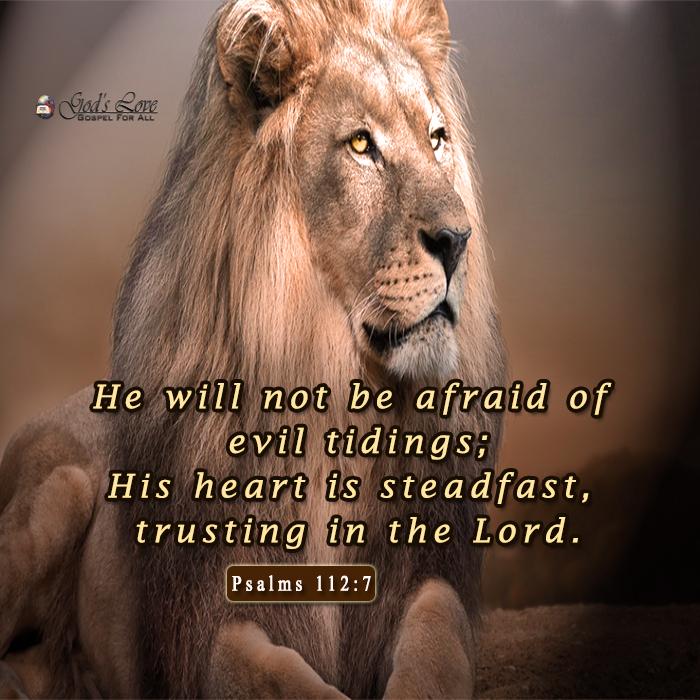 God's Love
GOSPEL FOR ALL
He will not be afraid of
evil tidings;
His heart is steadfast,
trusting in the Lord.
Psalms 112:7